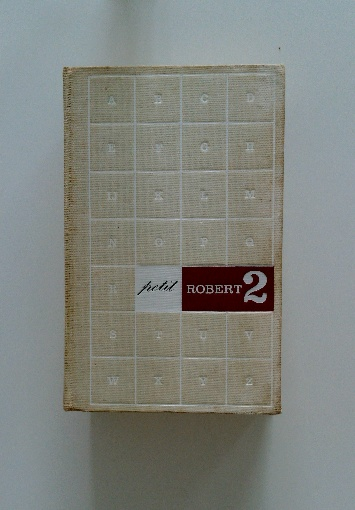 A B C D
E F G H
K L M
N O P Q
R petit ROBERT 2
S T U V
W X Y Z